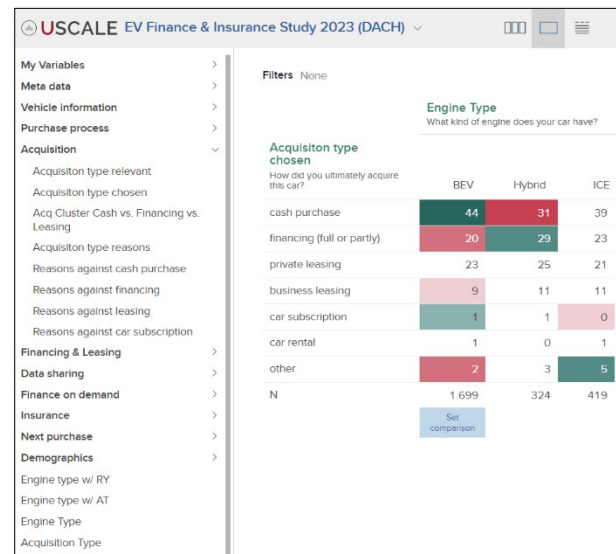 USCALE EV Finance & Insurance Study 2023 (DACH)
My Variables
Meta data
Vehicle information
Purchase process
Acquisition
Acquisiton type relevant
Acquisiton type chosen
Acq Cluster Cash vs. Financing vs.
Leasing
Acquisiton type reasons
Reasons against cash purchase
Reasons against financing
Reasons against leasing
Reasons against car subscription
Financing & Leasing
Data sharing
Finance on demand
Insurance
Next purchase
Demographics
Engine type w/ RY
Engine type w/ AT
Engine Type
Acquisition Type
Filters None
Engine Type
What kind of engine does your car have?
Acquisiton type
chosen
How did you ultimately acquire
this car?
BEV Hybrid ICE
cash purchase 44 31 39
financing (full or partly) 20 29 23
private leasing 23 25 21
business leasing 9 11 11
car subscription 1 1 0
car rental 1 0 1
other 2 3 5
N 1.699 324 419
Set
comparison